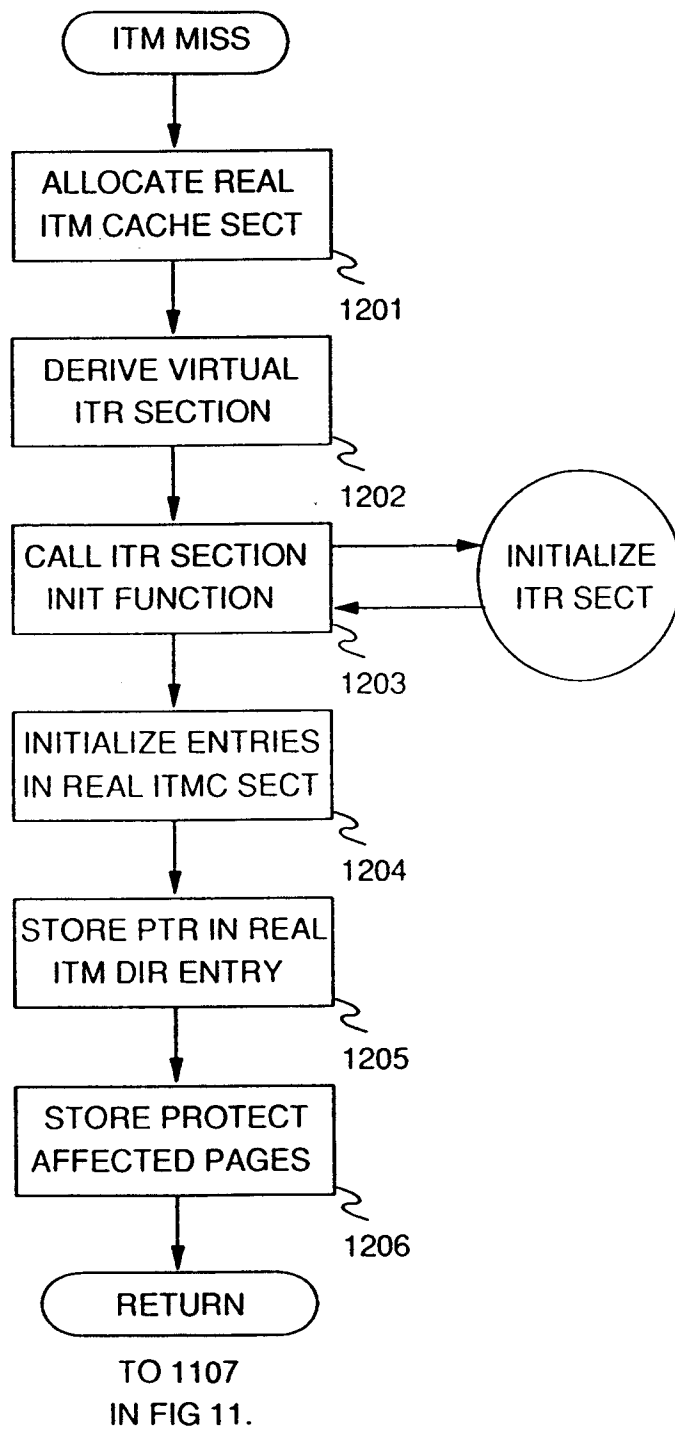 ITM MISS
ALLOCATE REAL
ITM CACHE SECT
1201
DERIVE VIRTUAL
ITR SECTION
1202
CALL ITR SECTION
INIT FUNCTION
1203
INITIALIZE
ITR SECT
INITIALIZE ENTRIES
IN REAL ITMC SECT
1204
STORE PTR IN REAL
ITM DIR ENTRY
1205
STORE PROTECT
AFFECTED PAGES
1206
RETURN
TO 1107
IN FIG 11.